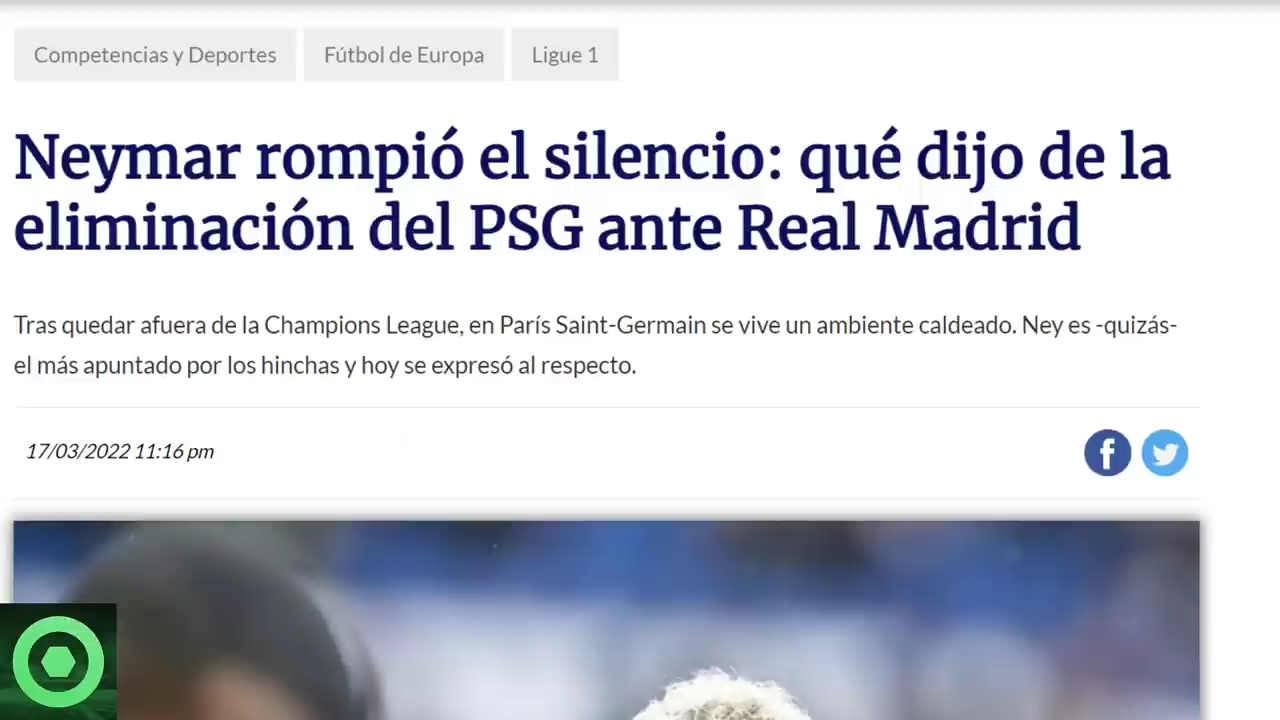 Competencias y Deportes
Fútbol de Europa
Ligue 1
Neymar rompió el silencio: qué dijo de la
eliminación del PSG ante Real Madrid
Tras quedar afuera de la Champions League, en París Saint-Germain se vive un ambiente caldeado. Ney es -quizás-
el más apuntado por los hinchas y hoy se expresó al respecto.
17/03/2022 11:16 pm